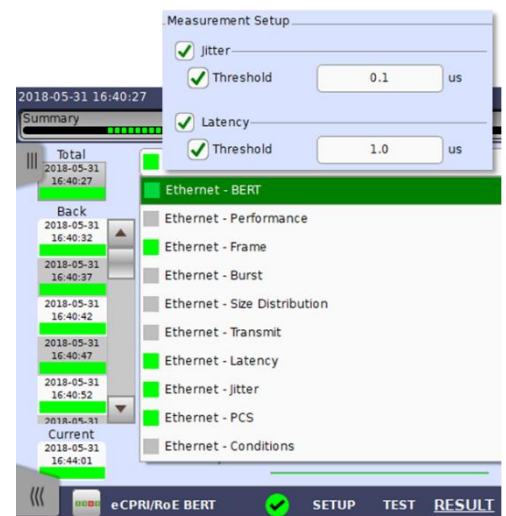 Measurement Setup
Jitter
Threshold 0.1 us
Latency
Threshold 1.0 us
2018-05-31 16:40:27
Summary
Total
2018-05-31
16:40:27
Back
2018-05-31
16:40:32
2018-05-31
16:40:37
2018-05-31
16:40:42
2018-05-31
16:40:47
2018-05-31
16:40:52
2018-05-31
Current
2018-05-31
16:44:01
Ethernet - BERT
Ethernet - Performance
Ethernet - Frame
Ethernet - Burst
Ethernet - Size Distribution
Ethernet - Transmit
Ethernet - Latency
Ethernet - Jitter
Ethernet - PCS
Ethernet - Conditions
eCPRI/RoE BERT SETUP TEST RESULT